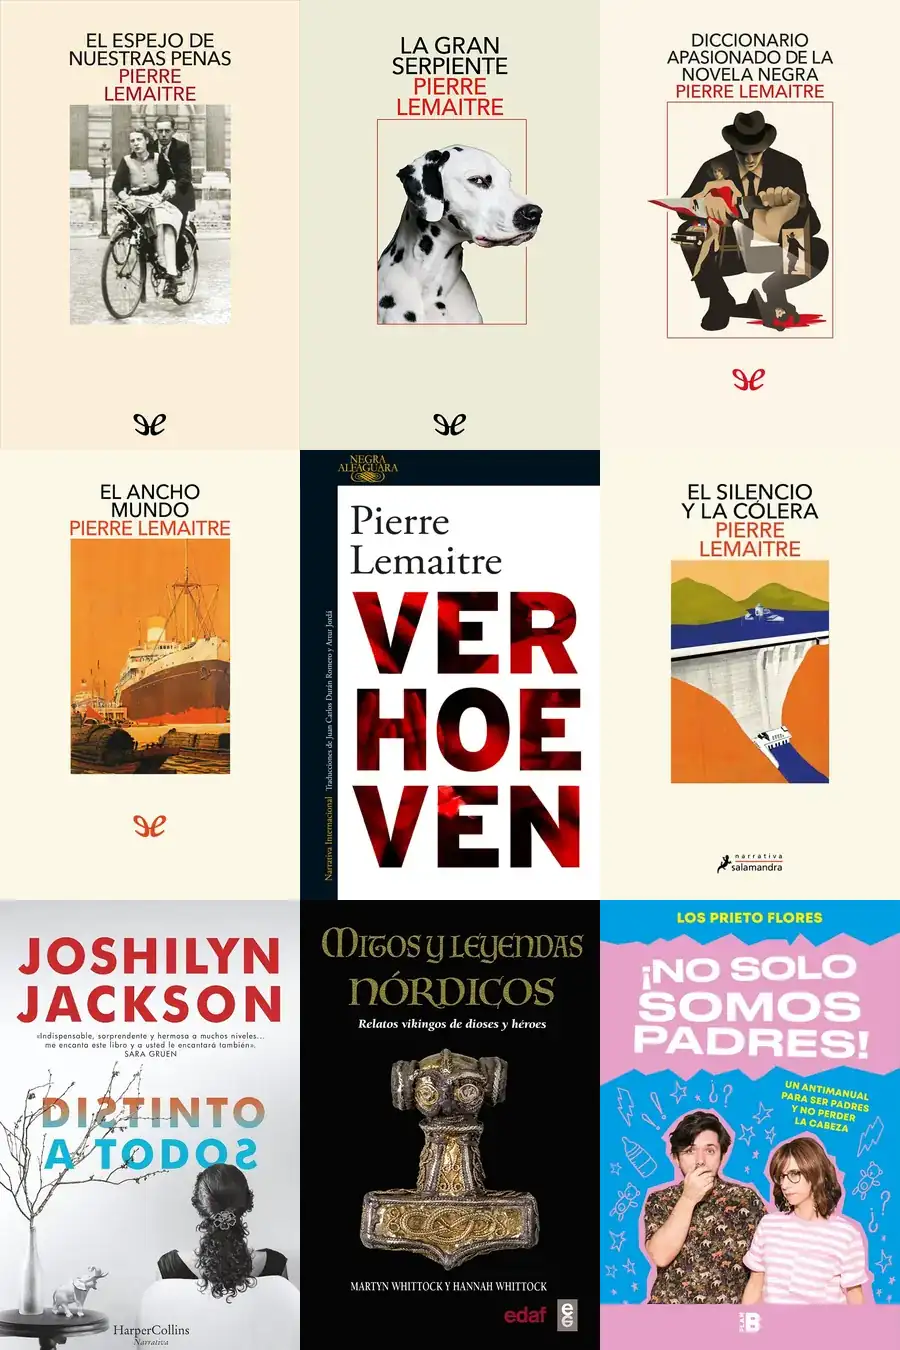 EL ESPEJO DE
NUESTRAS PENAS
PIERRE
LEMAITRE
LA GRAN
SERPIENTE
PIERRE
LEMAITRE
DICCIONARIO
APASIONADO DE LA
NOVELA NEGRA
PIERRE LEMAITRE
EL ANCHO
MUNDO
PIERRE LEMAITRE
NEGRA
ALFAGUARA
Pierre
Lemaitre
VER
HOE
VEN
Narrativa Internacional Traducciones de Juan Carlos Durán Romero y Artur Jordà
EL SILENCIO
Y LA CÓLERA
PIERRE
LEMAITRE
narrativa
salamandra
JOSHILYN
JACKSON
«Indispensable, sorprendente y hermosa a muchos niveles...
me encanta este libro y a usted le encantará también».
SARA GRUEN
DISTINTO
A TODOS
HarperCollins
Narrativa
MITOS Y LEYENDAS
NÓRDICOS
Relatos vikingos de dioses y héroes
MARTYN WHITTOCK Y HANNAH WHITTOCK
edaf
LOS PRIETO FLORES
¡NO SOLO
SOMOS
PADRES!
UN ANTIMANUAL
PARA SER PADRES
Y NO PERDER
LA CABEZA
PLAN B